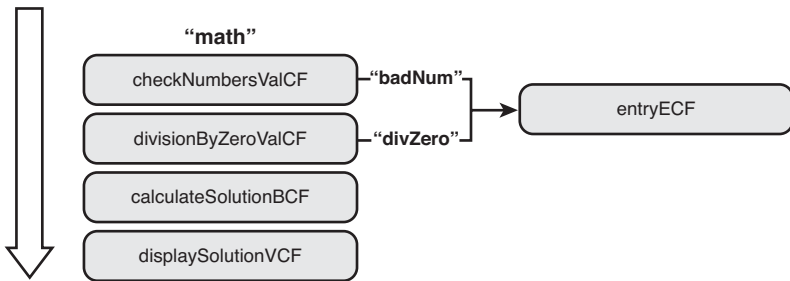 “math”
checkNumbersValCF
“badNum”
entryECF
divisionByZeroValCF
“divZero”
calculateSolutionBCF
displaySolutionVCF